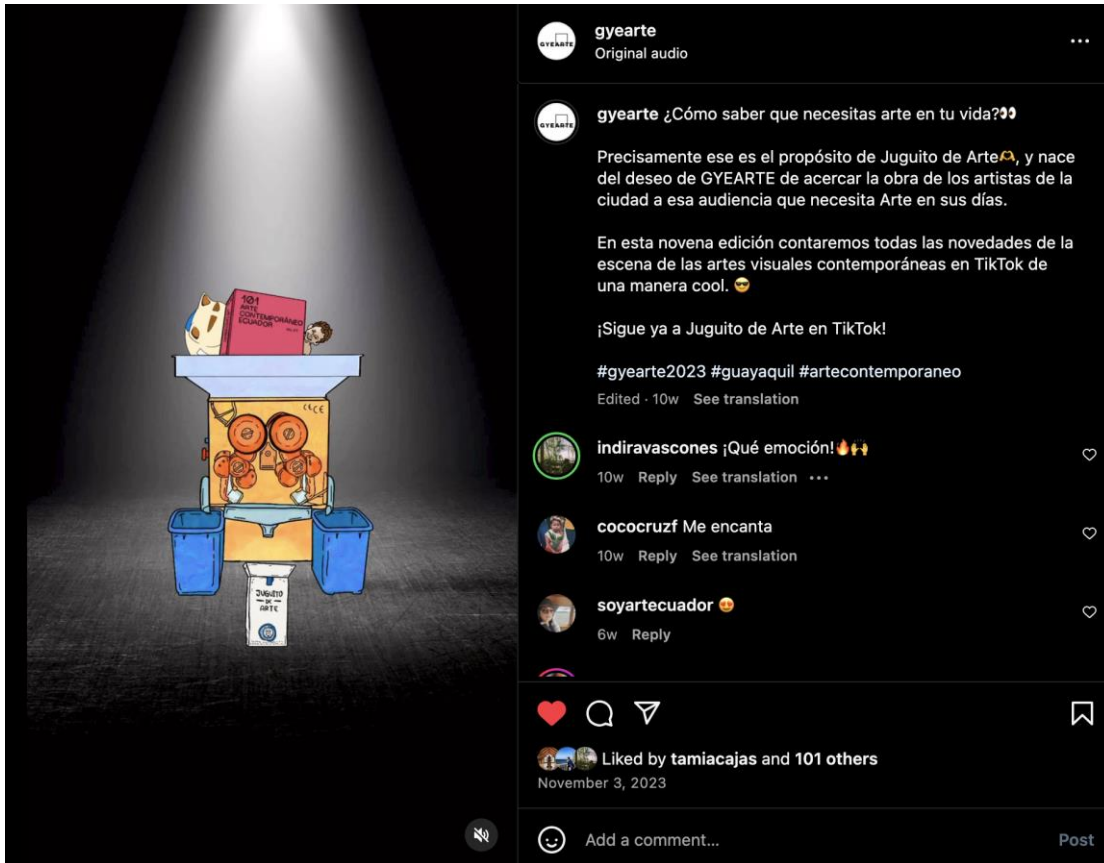 101
ARTE
CONTEMPORÁNEO
ECUADOR
CE
JUGUITO
DE
ARTE
GYEARTE
gyearte
Original audio
GYEARTE
gyearte ¿Cómo saber que necesitas arte en tu vida?👀
Precisamente ese es el propósito de Juguito de Arte🫶, y nace
del deseo de GYEARTE de acercar la obra de los artistas de la
ciudad a esa audiencia que necesita Arte en sus días.
En esta novena edición contaremos todas las novedades de la
escena de las artes visuales contemporáneas en TikTok de
una manera cool. 😎
¡Sigue ya a Juguito de Arte en TikTok!
#gyearte2023 #guayaquil #artecontemporaneo
Edited · 10w See translation
indiravascones ¡Qué emoción!🔥🙌
10w Reply See translation
cococruzf Me encanta
10w Reply See translation
soyartecuador 😍
6w Reply
Liked by tamiacajas and 101 others
November 3, 2023
Add a comment...
Post